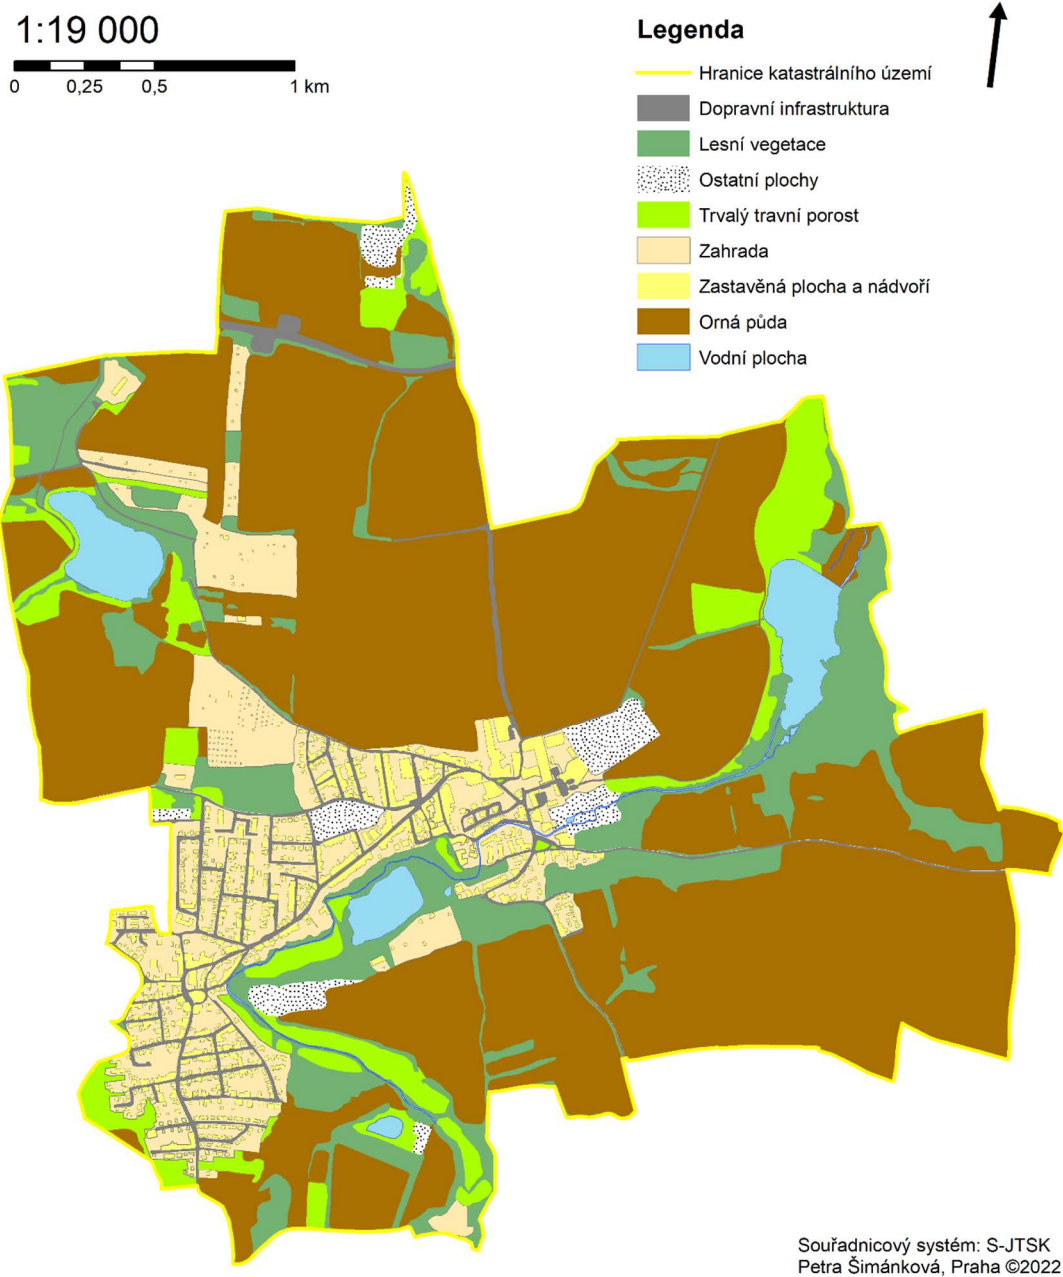 1:19 000
0 0,25 0,5 1 km
Legenda
Hranice katastrálního území
Dopravní infrastruktura
Lesní vegetace
Ostatní plochy
Trvalý travní porost
Zahrada
Zastavěná plocha a nádvoří
Orná půda
Vodní plocha
Souřadnicový systém: S-JTSK
Petra Šimánková, Praha ©2022